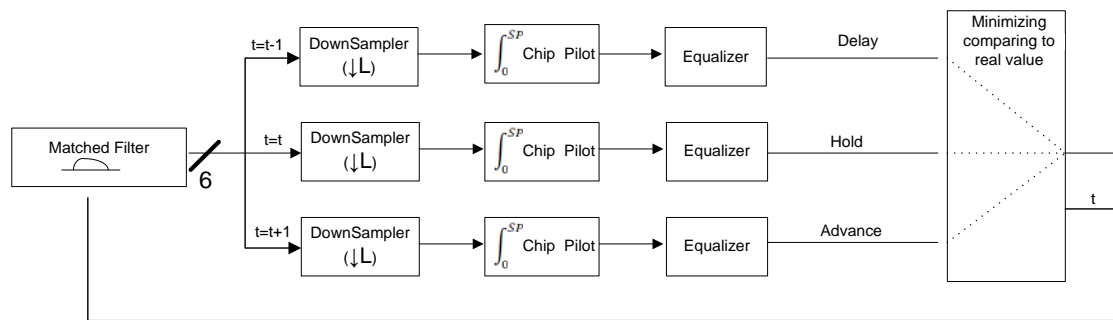 t=t-1
DownSampler
(↓L)
∫₀^SP Chip Pilot
Equalizer
Delay
Minimizing
comparing to
real value
Matched Filter
6
t=t
DownSampler
(↓L)
∫₀^SP Chip Pilot
Equalizer
Hold
t
t=t+1
DownSampler
(↓L)
∫₀^SP Chip Pilot
Equalizer
Advance